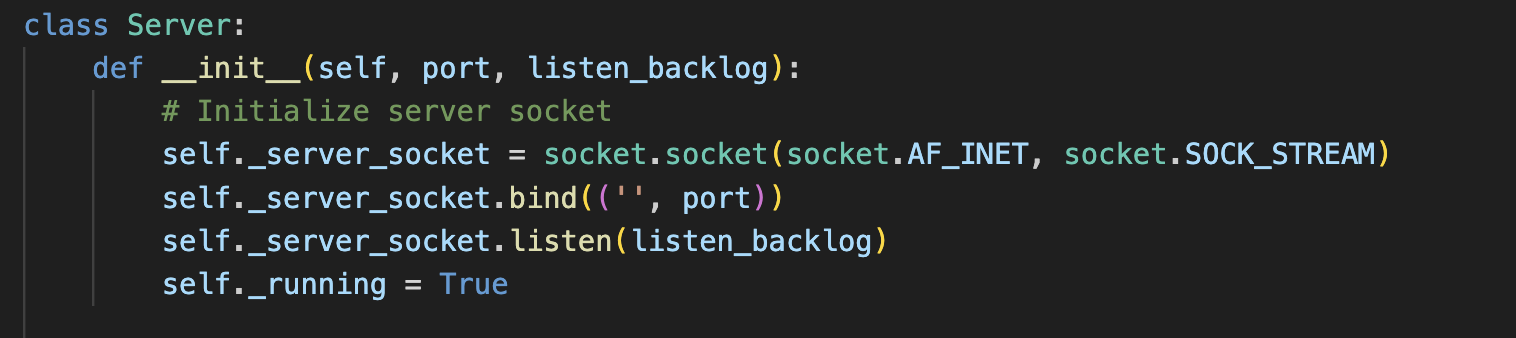 class Server:
    def __init__(self, port, listen_backlog):
        # Initialize server socket
        self._server_socket = socket.socket(socket.AF_INET, socket.SOCK_STREAM)
        self._server_socket.bind(('', port))
        self._server_socket.listen(listen_backlog)
        self._running = True